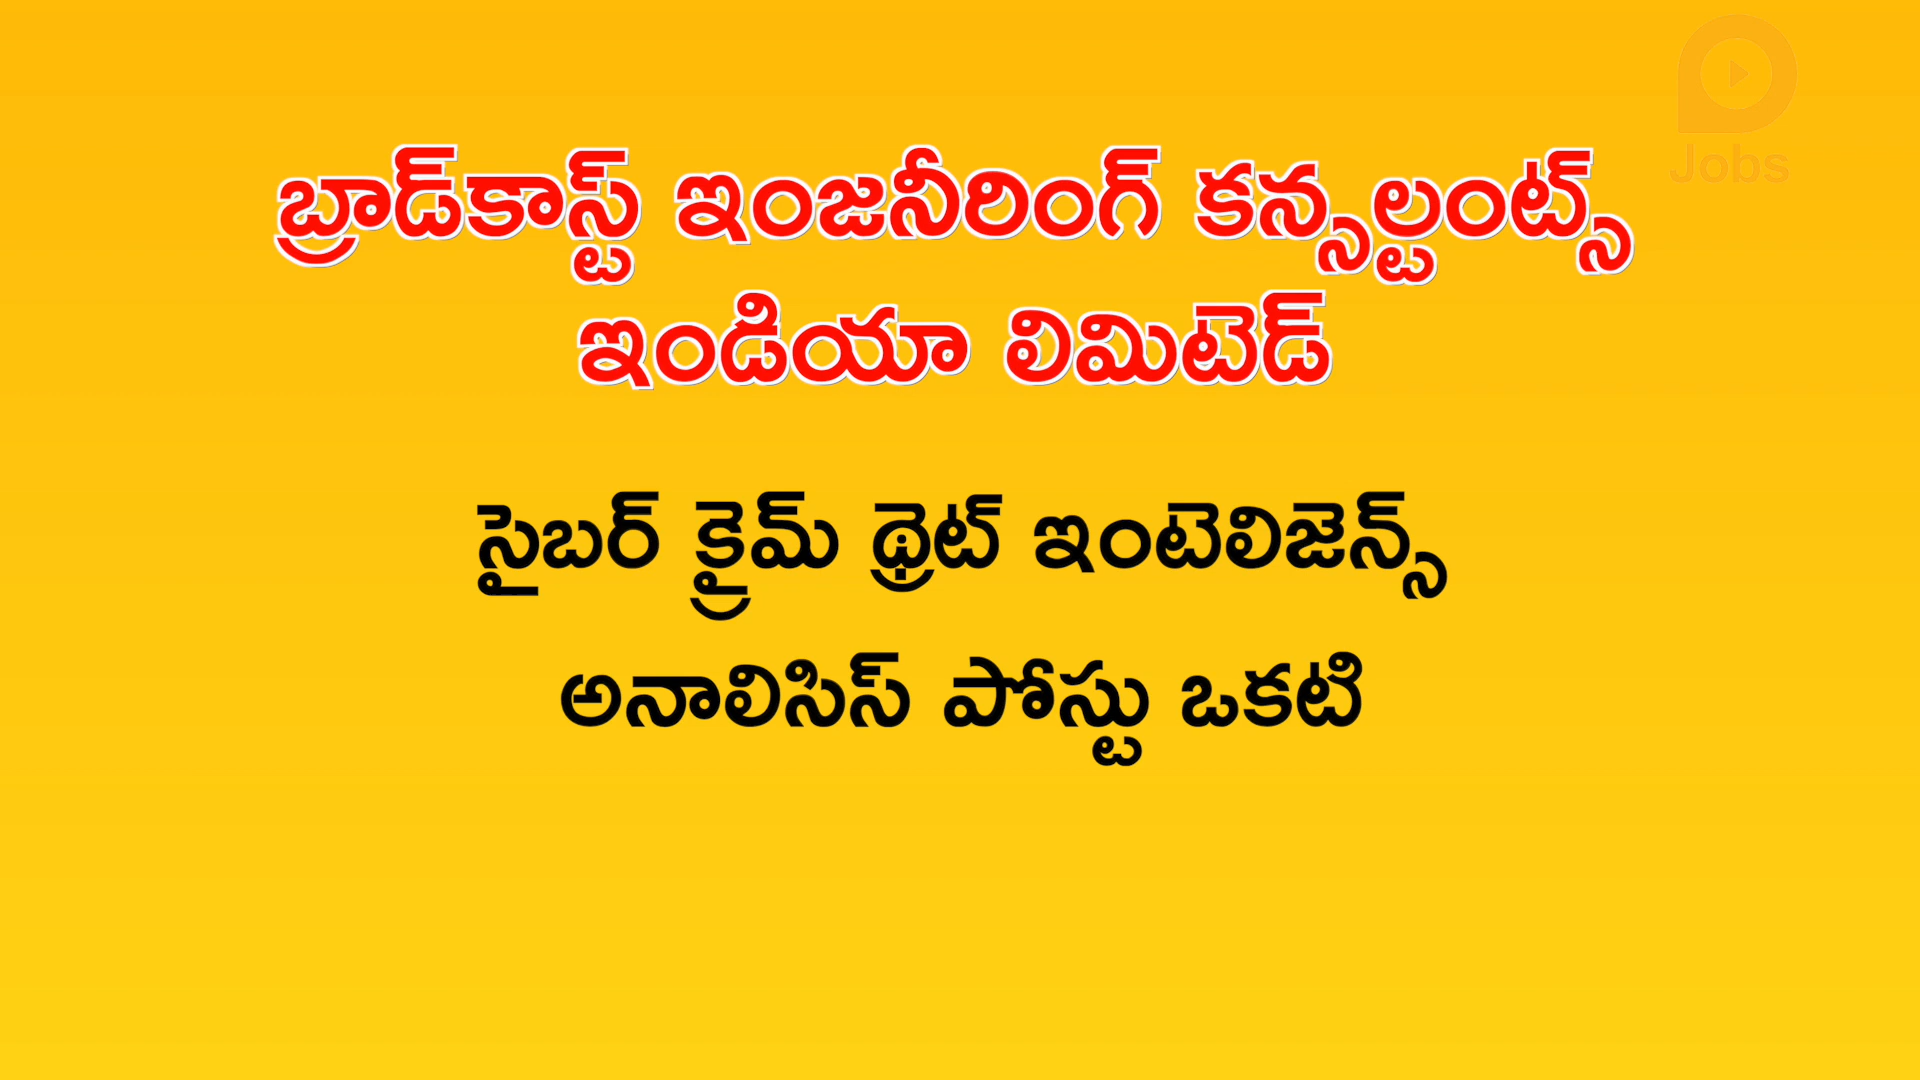 Jobs
బ్రాడ్‌కాస్ట్ ఇంజనీరింగ్ కన్సల్టంట్స్
ఇండియా లిమిటెడ్
సైబర్ క్రైమ్ థ్రెట్ ఇంటెలిజెన్స్
అనాలిసిస్ పోస్టు ఒకటి